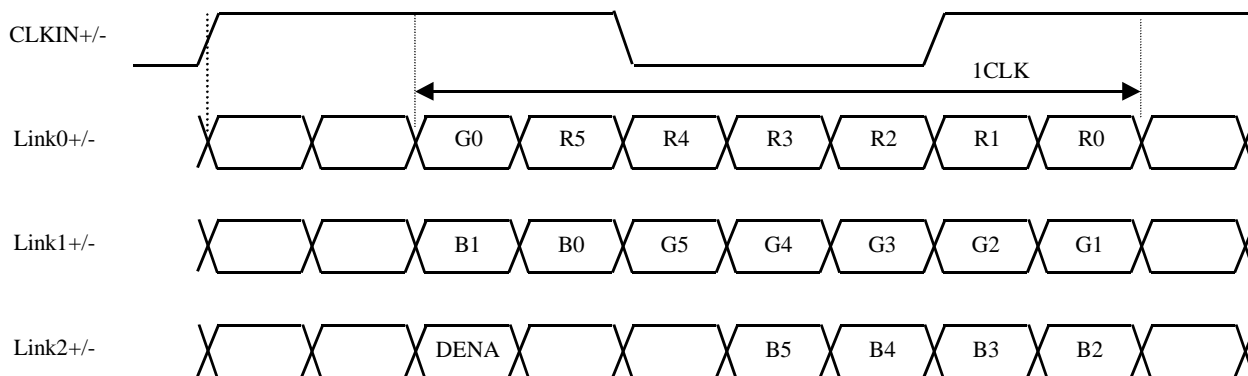 CLKIN+/-
1CLK
Link0+/- G0 R5 R4 R3 R2 R1 R0
Link1+/- B1 B0 G5 G4 G3 G2 G1
Link2+/- DENA B5 B4 B3 B2